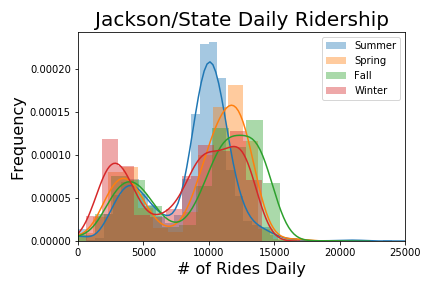 Jackson/State Daily Ridership
Summer
Spring
Fall
Winter
Frequency
0.00020
0.00015
0.00010
0.00005
0.00000
0 5000 10000 15000 20000 25000
# of Rides Daily